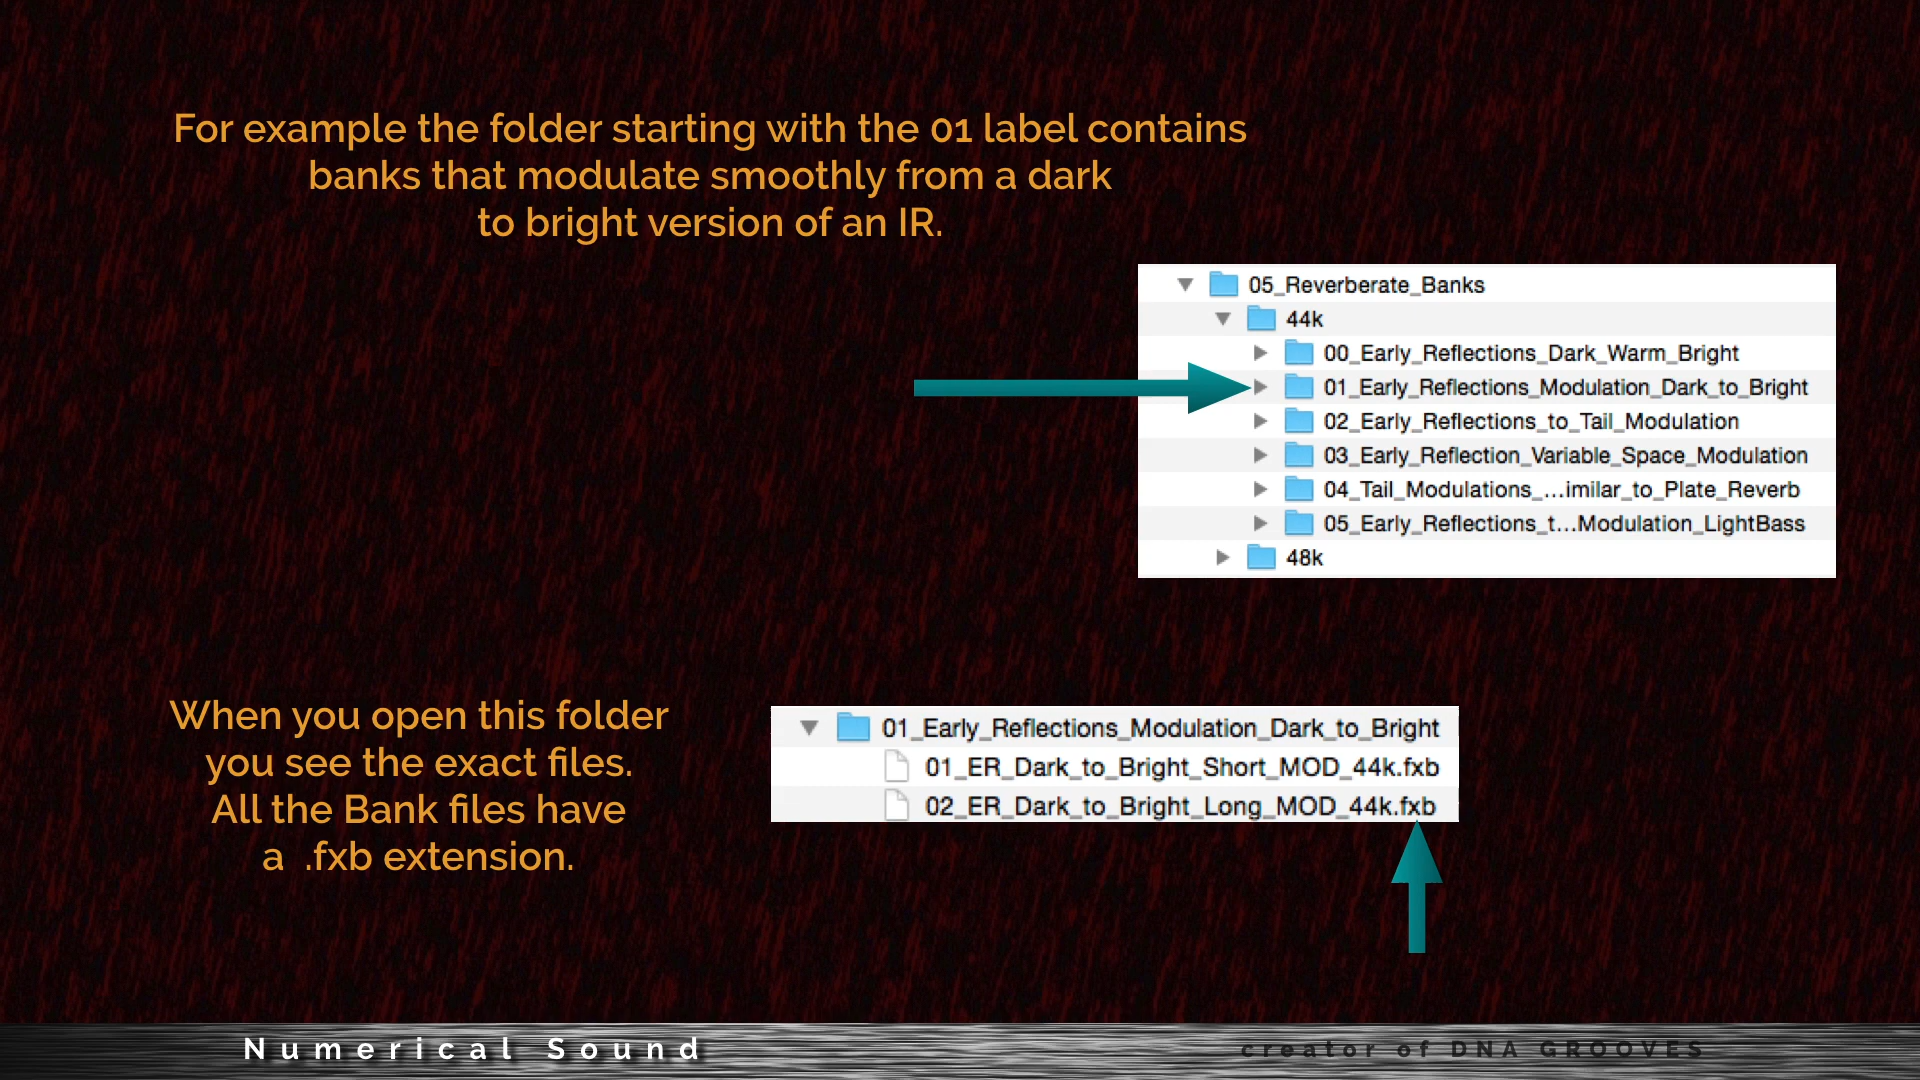 For example the folder starting with the 01 label contains
banks that modulate smoothly from a dark
to bright version of an IR.
05_Reverberate_Banks
44k
00_Early_Reflections_Dark_Warm_Bright
01_Early_Reflections_Modulation_Dark_to_Bright
02_Early_Reflections_to_Tail_Modulation
03_Early_Reflection_Variable_Space_Modulation
04_Tail_Modulations_...imilar_to_Plate_Reverb
05_Early_Reflections_t...Modulation_LightBass
48k
When you open this folder
you see the exact files.
All the Bank files have
a  .fxb extension.
01_Early_Reflections_Modulation_Dark_to_Bright
01_ER_Dark_to_Bright_Short_MOD_44k.fxb
02_ER_Dark_to_Bright_Long_MOD_44k.fxb
Numerical Sound
creator of DNA GROOVES